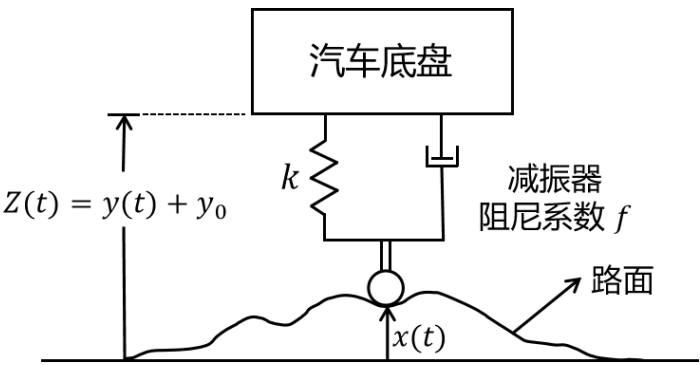 汽车底盘
k
减振器
阻尼系数 f
Z(t) = y(t) + y₀
路面
x(t)